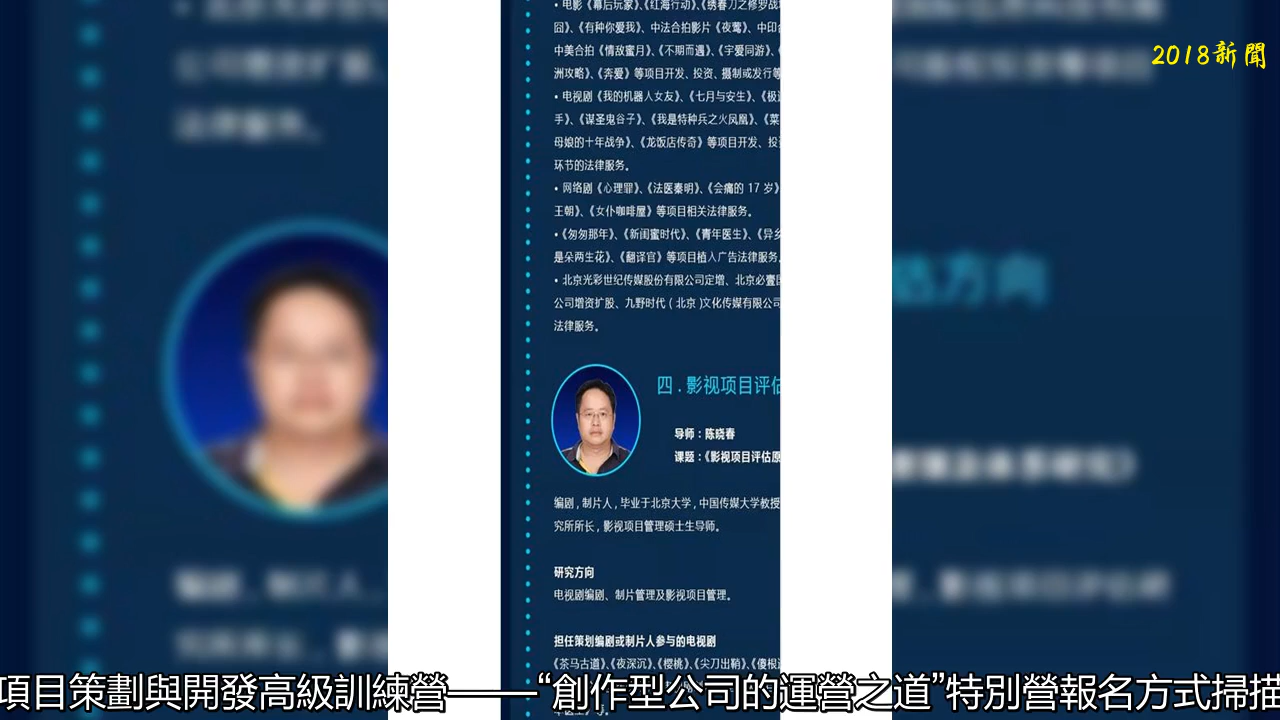 • 电影《幕后玩家》、《红海行动》、《绣春刀之修罗战
囧》、《有种你爱我》、中法合拍影片《夜莺》、中印合
中美合拍《情敌蜜月》、《不期而遇》、《宇爱同游》、《
洲攻略》、《奔爱》等项目开发、投资、摄制或发行等
• 电视剧《我的机器人女友》、《七月与安生》、《极速
手》、《谋圣鬼谷子》、《我是特种兵之火凤凰》、《菜
母娘的十年战争》、《龙饭店传奇》等项目开发、投资
环节的法律服务。
• 网络剧《心理罪》、《法医秦明》、《会痛的 17 岁》
王朝》、《女仆咖啡屋》等项目相关法律服务。
•《匆匆那年》、《新闺蜜时代》、《青年医生》、《异乡
是朵两生花》、《翻译官》等项目植入广告法律服务。
• 北京光彩世纪传媒股份有限公司定增、北京必壹国
公司增资扩股、九野时代 ( 北京 )文化传媒有限公司
法律服务。
四 . 影视项目评估
导师：陈晓春
课题：《影视项目评估原
编剧 , 制片人 , 毕业于北京大学 , 中国传媒大学教授
究所所长 , 影视项目管理硕士生导师。
研究方向
电视剧编剧、制片管理及影视项目管理。
担任策划编剧或制片人参与的电视剧
《茶马古道》、《夜深沉》、《樱桃》、《尖刀出鞘》、《傻根进
2018新聞
項目策劃與開發高級訓練營——“創作型公司的運營之道”特別營報名方式掃描